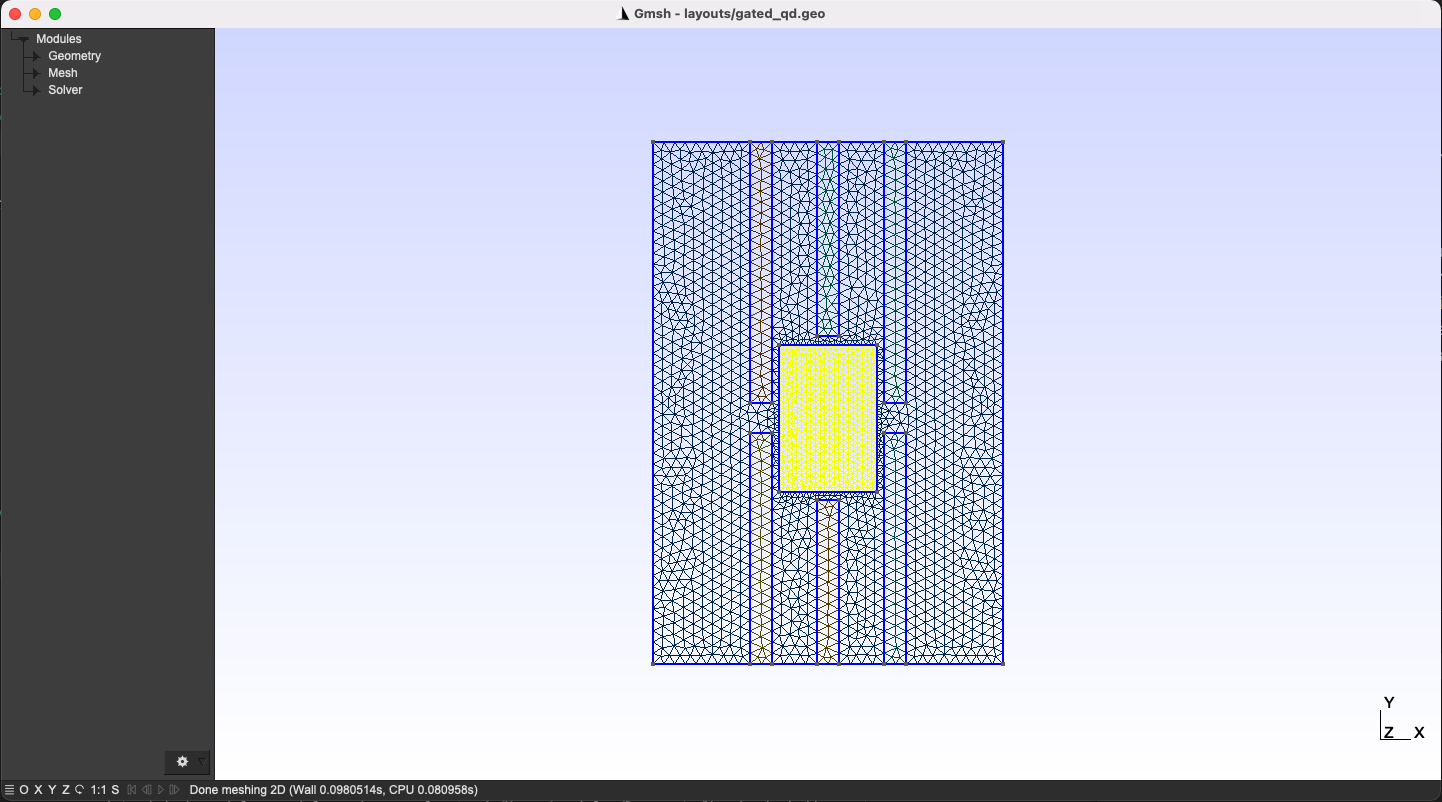 Gmsh - layouts/gated_qd.geo
Modules
Geometry
Mesh
Solver
Y
Z X
O X Y Z 1:1 S Done meshing 2D (Wall 0.0980514s, CPU 0.080958s)